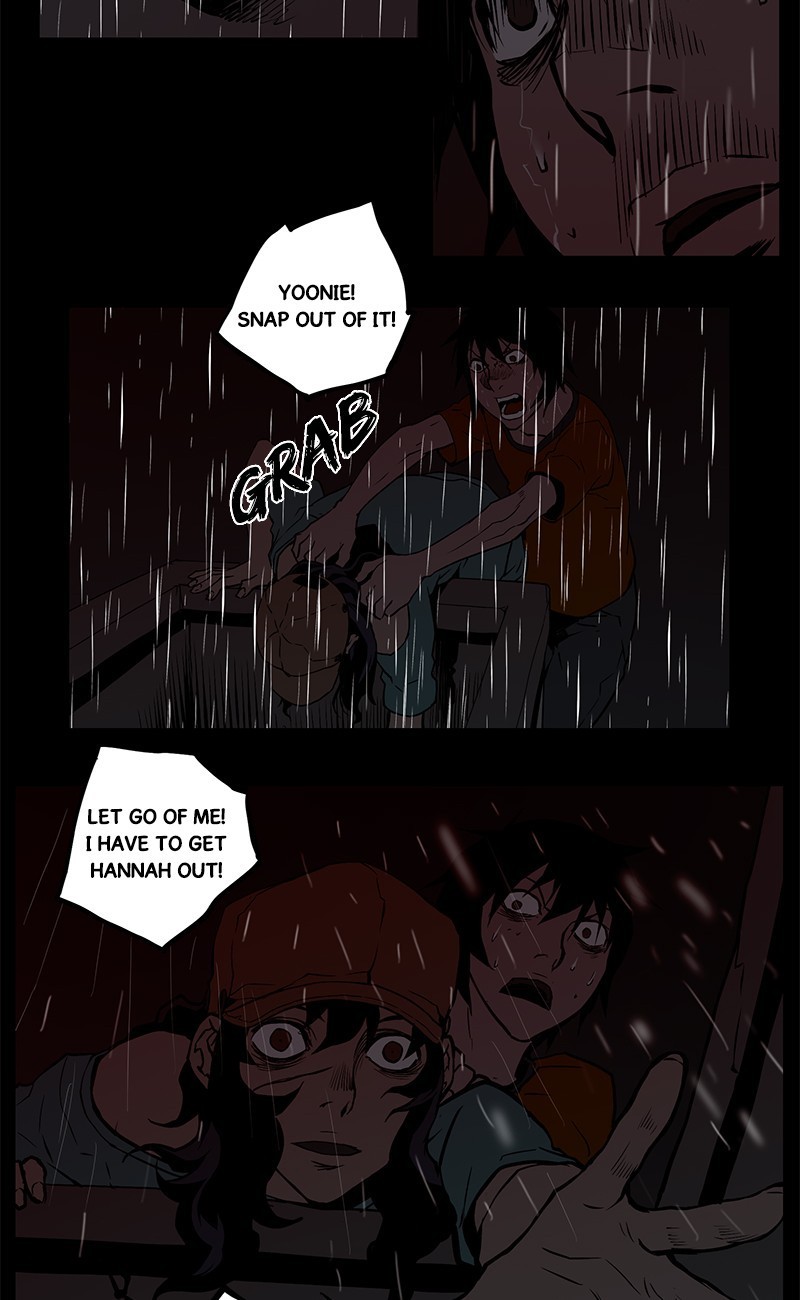 YOONIE!
SNAP OUT OF IT!
GRAB
LET GO OF ME!
I HAVE TO GET
HANNAH OUT!